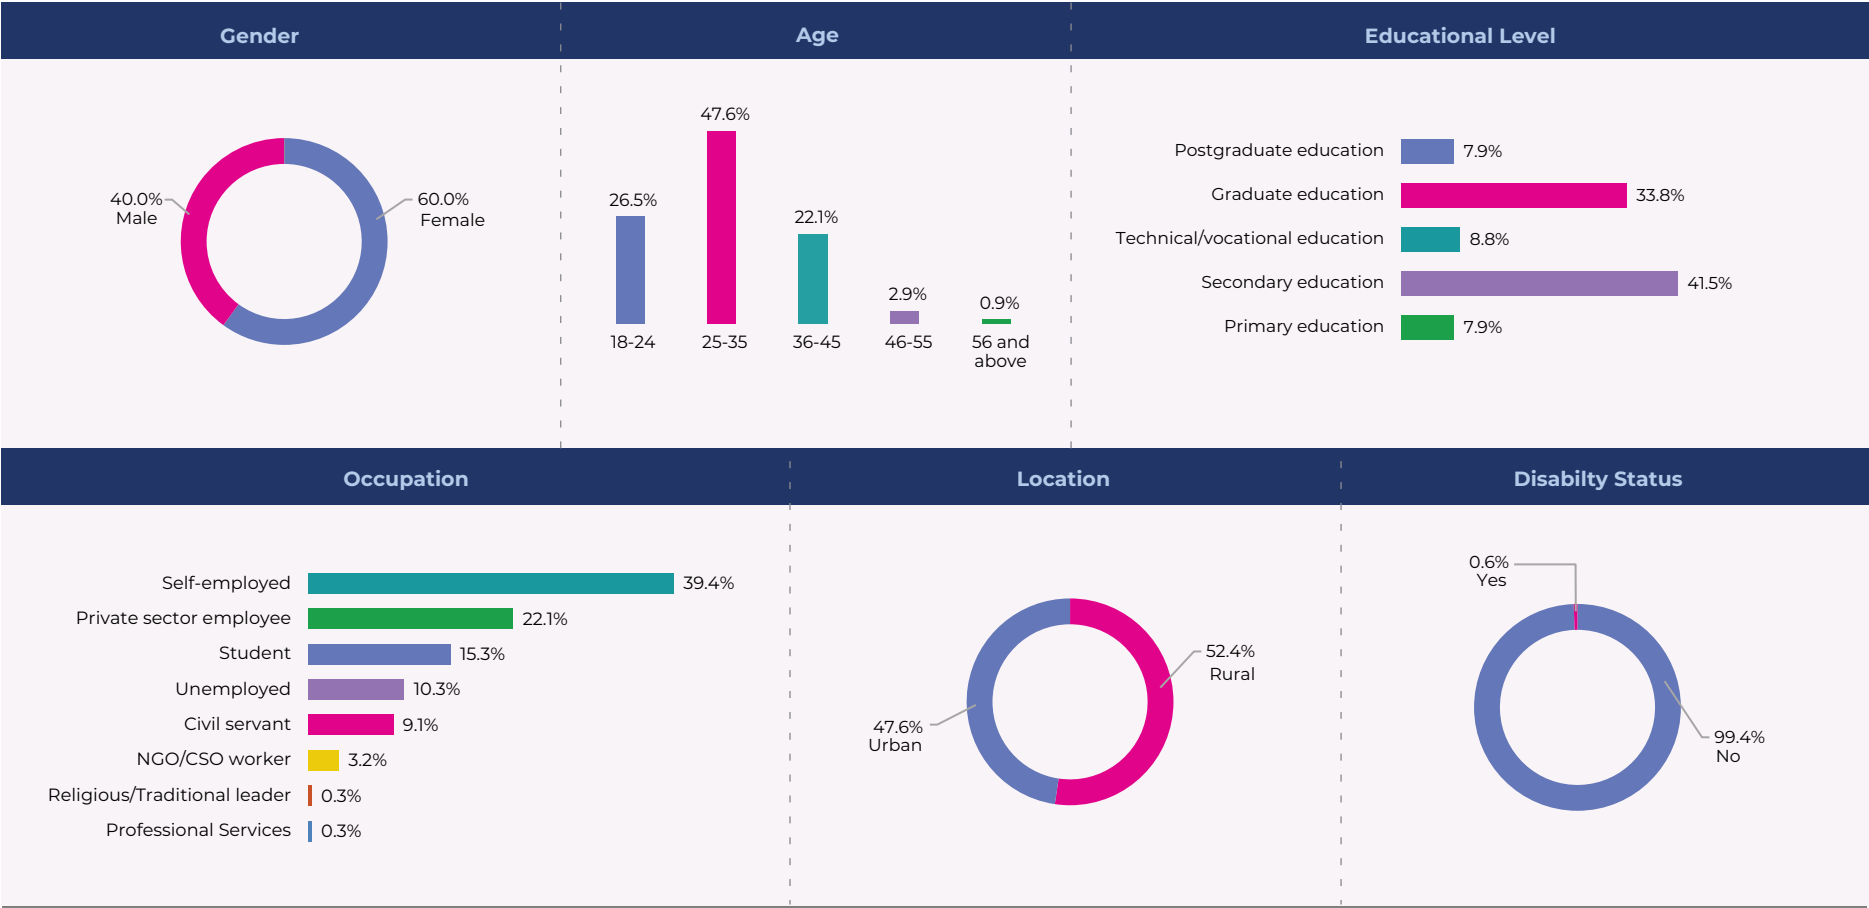 Gender
Age
Educational Level
40.0%
Male
60.0%
Female
26.5%
47.6%
22.1%
2.9%
0.9%
18-24
25-35
36-45
46-55
56 and
above
Postgraduate education 7.9%
Graduate education 33.8%
Technical/vocational education 8.8%
Secondary education 41.5%
Primary education 7.9%
Occupation
Location
Disabilty Status
Self-employed 39.4%
Private sector employee 22.1%
Student 15.3%
Unemployed 10.3%
Civil servant 9.1%
NGO/CSO worker 3.2%
Religious/Traditional leader 0.3%
Professional Services 0.3%
52.4%
Rural
47.6%
Urban
0.6%
Yes
99.4%
No